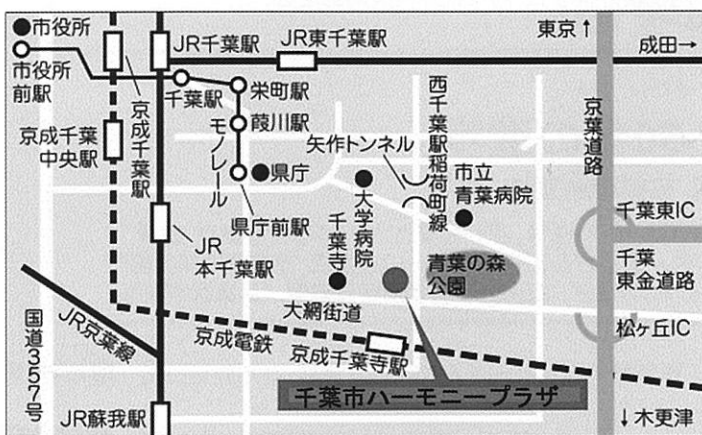 市役所
市役所
前駅
京成千葉駅
JR千葉駅
JR東千葉駅
東京↑
成田→
千葉駅
栄町駅
葭川駅
モノレール
県庁
県庁前駅
京成千葉
中央駅
JR
本千葉駅
矢作トンネル
西千葉駅稲荷町線
大学病院
千葉寺
市立
青葉病院
京葉道路
千葉東IC
千葉
東金道路
松ヶ丘IC
青葉の森
公園
大網街道
国道357号
JR京葉線
京成電鉄
京成千葉寺駅
千葉市ハーモニープラザ
JR蘇我駅
↓木更津